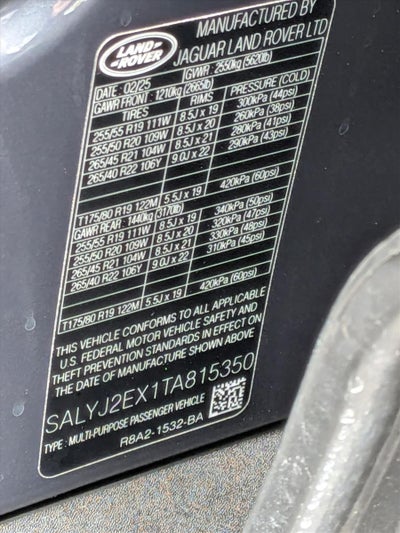 LAND ROVER
MANUFACTURED BY
JAGUAR LAND ROVER LTD
DATE: 02/25 GVWR 2550kg (5620lb)
GAWR FRONT: 1210kg (2665lb)
TIRES RIMS PRESSURE (COLD)
255/55 R19 111W 8.5J x 19 300kPa (44psi)
255/50 R20 109W 8.5J x 20 260kPa (38psi)
265/45 R21 104W 8.5J x 21 280kPa (41psi)
265/40 R22 106Y 9.0J x 22 290kPa (43psi)
T175/80 R19 122M 5.5J x 19 420kPa (60psi)
GAWR REAR: 1440kg (3170lb)
255/55 R19 111W 8.5J x 19 340kPa (50psi)
255/50 R20 109W 8.5J x 20 320kPa (47psi)
265/45 R21 104W 8.5J x 21 330kPa (48psi)
265/40 R22 106Y 9.0J x 22 310kPa (45psi)
T175/80 R19 122M 5.5J x 19 420kPa (60psi)
THIS VEHICLE CONFORMS TO ALL APPLICABLE
U.S. FEDERAL MOTOR VEHICLE SAFETY AND
THEFT PREVENTION STANDARDS IN EFFECT ON
THE DATE OF MANUFACTURE SHOWN ABOVE
SALYJ2EX1TA815350
TYPE: MULTI-PURPOSE PASSENGER VEHICLE
R8A2-1532-BA